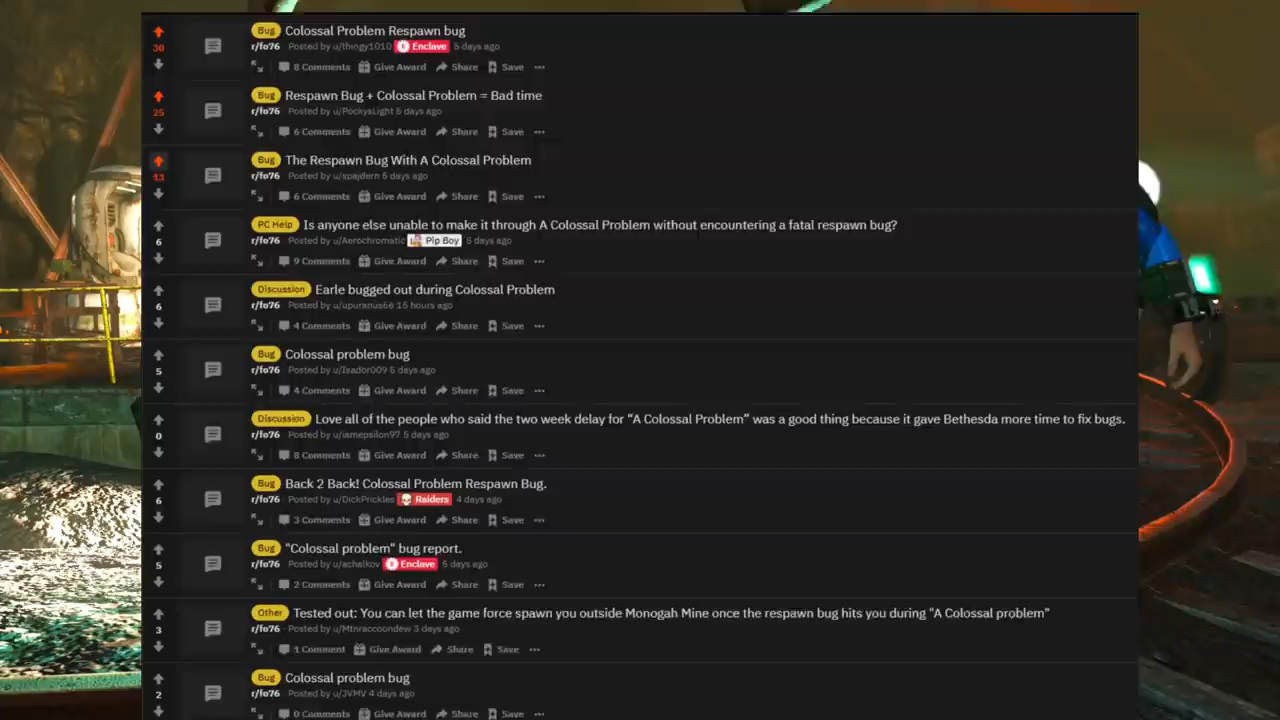 Bug Colossal Problem Respawn bug
30
r/fo76 · Posted by u/thogy1010 Enclave 5 days ago
8 Comments Give Award Share Save ...
Bug Respawn Bug + Colossal Problem = Bad time
25
r/fo76 · Posted by u/PockysLight 5 days ago
6 Comments Give Award Share Save ...
Bug The Respawn Bug With A Colossal Problem
13
r/fo76 · Posted by u/spajdern 5 days ago
6 Comments Give Award Share Save ...
PC Help Is anyone else unable to make it through A Colossal Problem without encountering a fatal respawn bug?
6
r/fo76 · Posted by u/Aerochromatic Pip Boy 5 days ago
9 Comments Give Award Share Save ...
Discussion Earle bugged out during Colossal Problem
6
r/fo76 · Posted by u/upuranus66 15 hours ago
4 Comments Give Award Share Save ...
Bug Colossal problem bug
5
r/fo76 · Posted by u/Isador009 5 days ago
4 Comments Give Award Share Save ...
Discussion Love all of the people who said the two week delay for “A Colossal Problem” was a good thing because it gave Bethesda more time to fix bugs.
0
r/fo76 · Posted by u/iamepsilon97 5 days ago
8 Comments Give Award Share Save ...
Bug Back 2 Back! Colossal Problem Respawn Bug.
6
r/fo76 · Posted by u/DickPrickles Raiders 4 days ago
3 Comments Give Award Share Save ...
Bug "Colossal problem" bug report.
5
r/fo76 · Posted by u/achalkov Enclave 5 days ago
2 Comments Give Award Share Save ...
Other Tested out: You can let the game force spawn you outside Monogah Mine once the respawn bug hits you during "A Colossal problem"
3
r/fo76 · Posted by u/Mtnraccoondew 3 days ago
1 Comment Give Award Share Save ...
Bug Colossal problem bug
2
r/fo76 · Posted by u/JVMV 4 days ago
0 Comments Give Award Share Save ...